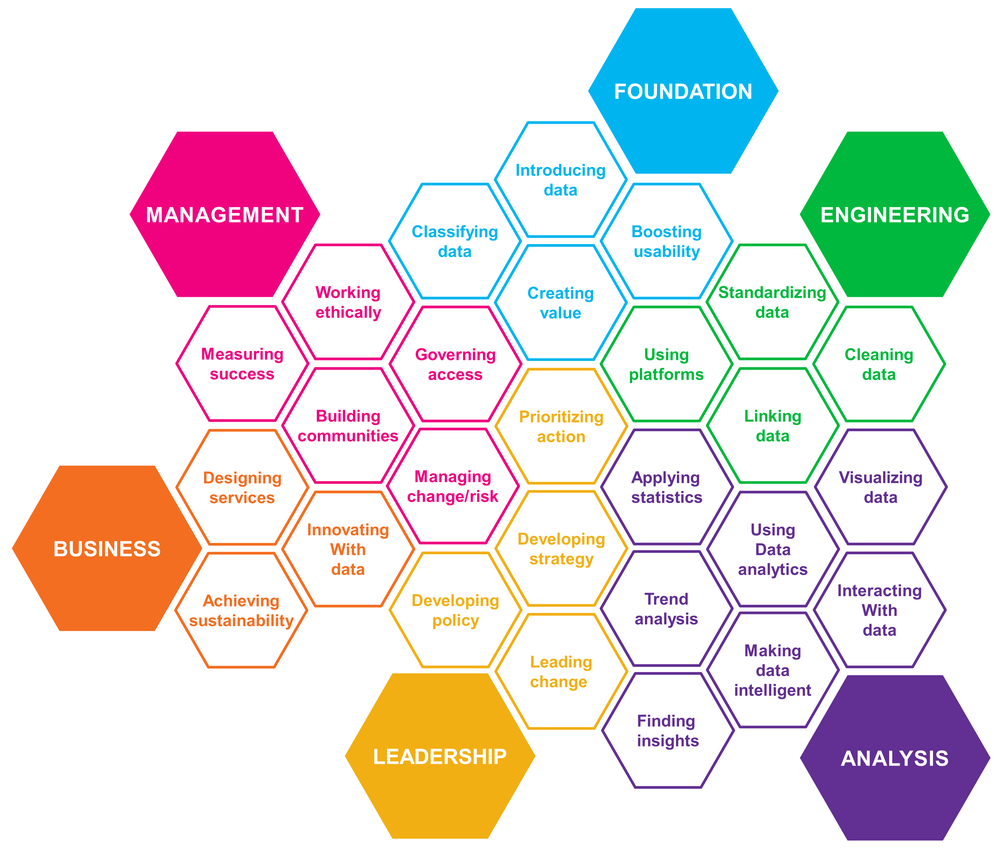 FOUNDATION
Introducing
data
MANAGEMENT
ENGINEERING
Classifying
data
Boosting
usability
Working
ethically
Creating
value
Standardizing
data
Measuring
success
Governing
access
Using
platforms
Cleaning
data
Building
communities
Prioritizing
action
Linking
data
Designing
services
Managing
change/risk
Applying
statistics
Visualizing
data
BUSINESS
Innovating
With
data
Developing
strategy
Using
Data
analytics
Achieving
sustainability
Developing
policy
Trend
analysis
Interacting
With
data
Leading
change
Making
data
intelligent
Finding
insights
LEADERSHIP
ANALYSIS